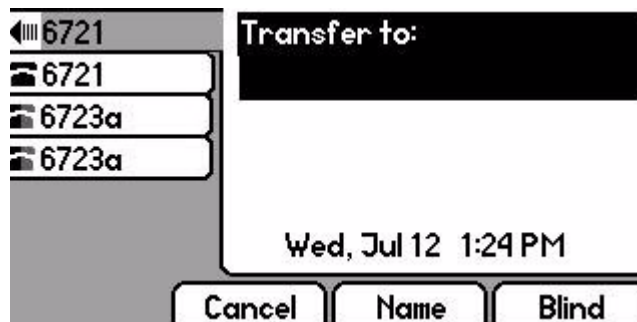 6721
6721
6723a
6723a
Transfer to:
Wed, Jul 12 1:24 PM
Cancel
Name
Blind